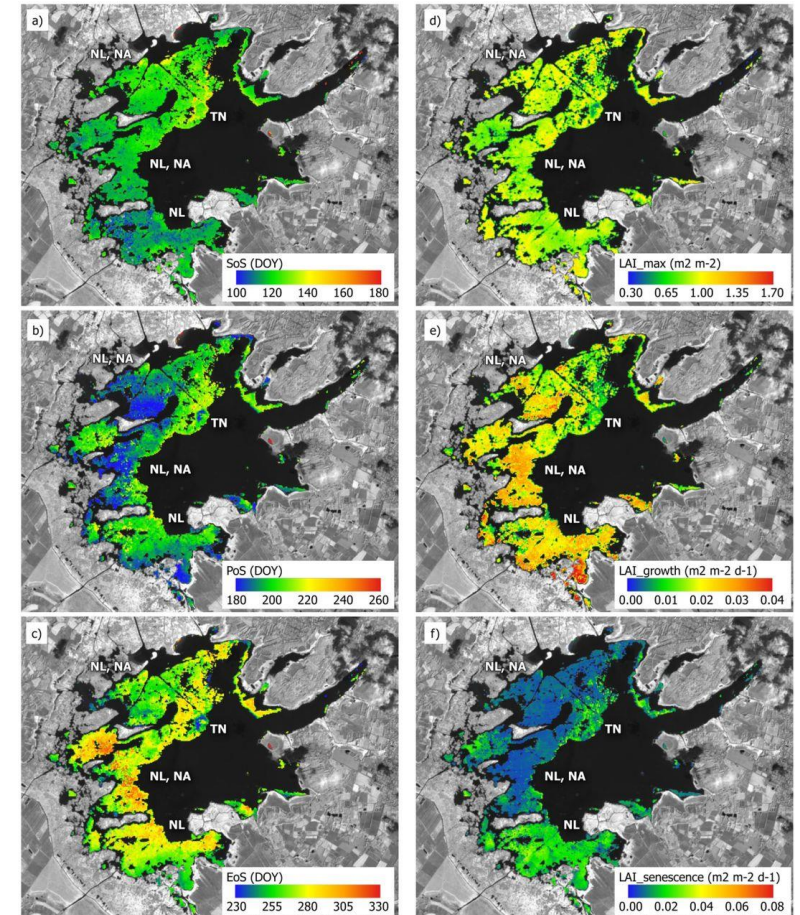 a)
NL, NA
TN
NL, NA
NL
SoS (DOY)
100 120 140 160 180
d)
NL, NA
TN
NL, NA
NL
LAI_max (m2 m-2)
0.30 0.65 1.00 1.35 1.70
b)
NL, NA
TN
NL, NA
NL
PoS (DOY)
180 200 220 240 260
e)
NL, NA
TN
NL, NA
NL
LAI_growth (m2 m-2 d-1)
0.00 0.01 0.02 0.03 0.04
c)
NL, NA
TN
NL, NA
NL
EoS (DOY)
230 255 280 305 330
f)
NL, NA
TN
NL, NA
NL
LAI_senescence (m2 m-2 d-1)
0.00 0.02 0.04 0.06 0.08